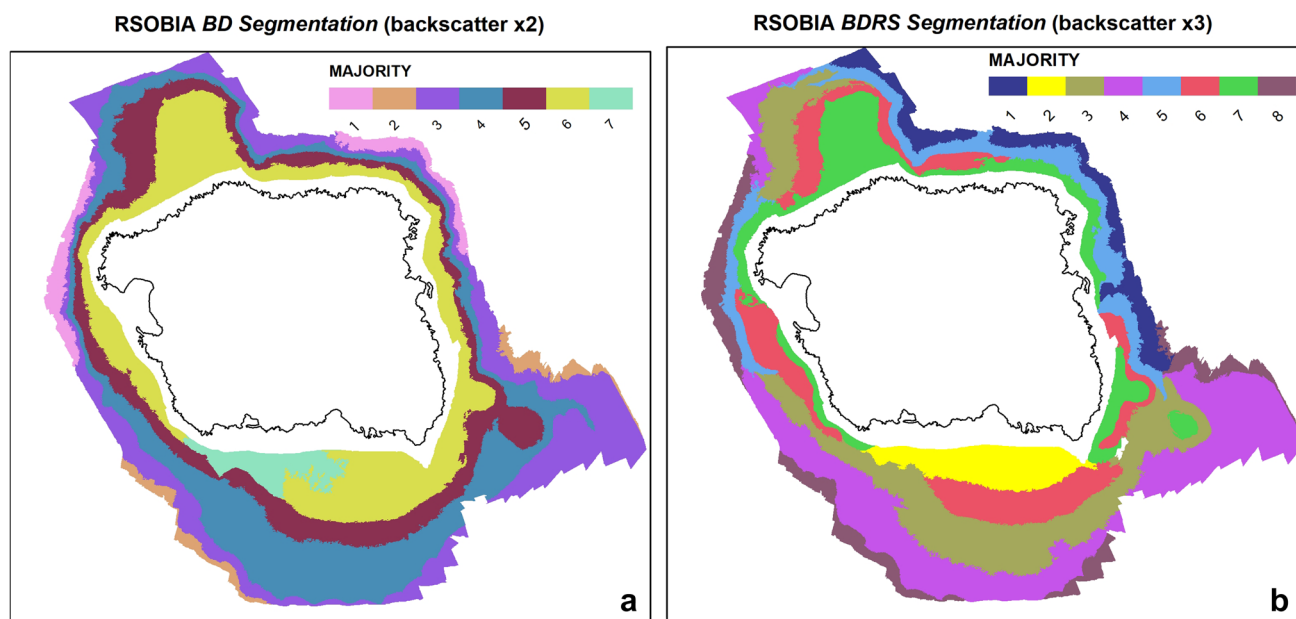 RSOBIA BD Segmentation (backscatter x2)
MAJORITY
1 2 3 4 5 6 7
a
RSOBIA BDRS Segmentation (backscatter x3)
MAJORITY
1 2 3 4 5 6 7 8
b